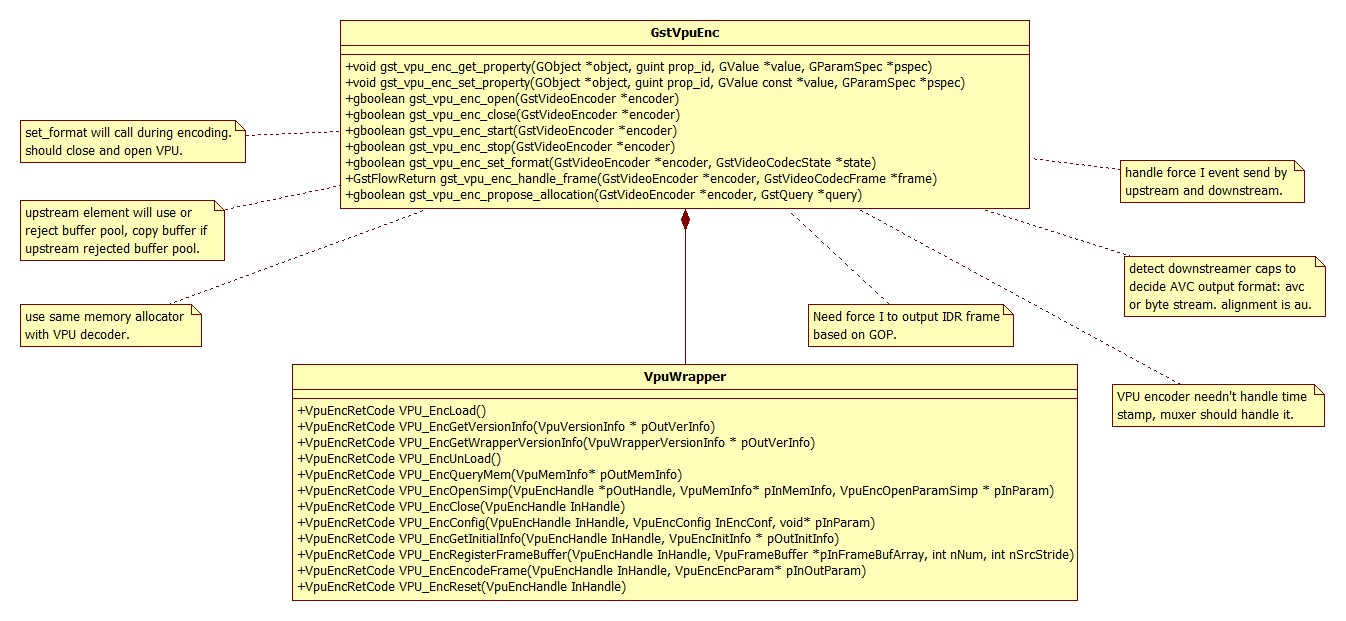 GstVpuEnc
+void gst_vpu_enc_get_property(GObject *object, guint prop_id, GValue *value, GParamSpec *pspec)
+void gst_vpu_enc_set_property(GObject *object, guint prop_id, GValue const *value, GParamSpec *pspec)
+gboolean gst_vpu_enc_open(GstVideoEncoder *encoder)
+gboolean gst_vpu_enc_close(GstVideoEncoder *encoder)
+gboolean gst_vpu_enc_start(GstVideoEncoder *encoder)
+gboolean gst_vpu_enc_stop(GstVideoEncoder *encoder)
+gboolean gst_vpu_enc_set_format(GstVideoEncoder *encoder, GstVideoCodecState *state)
+GstFlowReturn gst_vpu_enc_handle_frame(GstVideoEncoder *encoder, GstVideoCodecFrame *frame)
+gboolean gst_vpu_enc_propose_allocation(GstVideoEncoder *encoder, GstQuery *query)
set_format will call during encoding.
should close and open VPU.
upstream element will use or
reject buffer pool, copy buffer if
upstream rejected buffer pool.
use same memory allocator
with VPU decoder.
handle force I event send by
upstream and downstream.
detect downstreamer caps to
decide AVC output format: avc
or byte stream. alignment is au.
Need force I to output IDR frame
based on GOP.
VPU encoder needn't handle time
stamp, muxer should handle it.
VpuWrapper
+VpuEncRetCode VPU_EncLoad()
+VpuEncRetCode VPU_EncGetVersionInfo(VpuVersionInfo * pOutVerInfo)
+VpuEncRetCode VPU_EncGetWrapperVersionInfo(VpuWrapperVersionInfo * pOutVerInfo)
+VpuEncRetCode VPU_EncUnLoad()
+VpuEncRetCode VPU_EncQueryMem(VpuMemInfo* pOutMemInfo)
+VpuEncRetCode VPU_EncOpenSimp(VpuEncHandle *pOutHandle, VpuMemInfo* pInMemInfo, VpuEncOpenParamSimp * pInParam)
+VpuEncRetCode VPU_EncClose(VpuEncHandle InHandle)
+VpuEncRetCode VPU_EncConfig(VpuEncHandle InHandle, VpuEncConfig InEncConf, void* pInParam)
+VpuEncRetCode VPU_EncGetInitialInfo(VpuEncHandle InHandle, VpuEncInitInfo * pOutInitInfo)
+VpuEncRetCode VPU_EncRegisterFrameBuffer(VpuEncHandle InHandle, VpuFrameBuffer *pInFrameBufArray, int nNum, int nSrcStride)
+VpuEncRetCode VPU_EncEncodeFrame(VpuEncHandle InHandle, VpuEncEncParam* pInOutParam)
+VpuEncRetCode VPU_EncReset(VpuEncHandle InHandle)